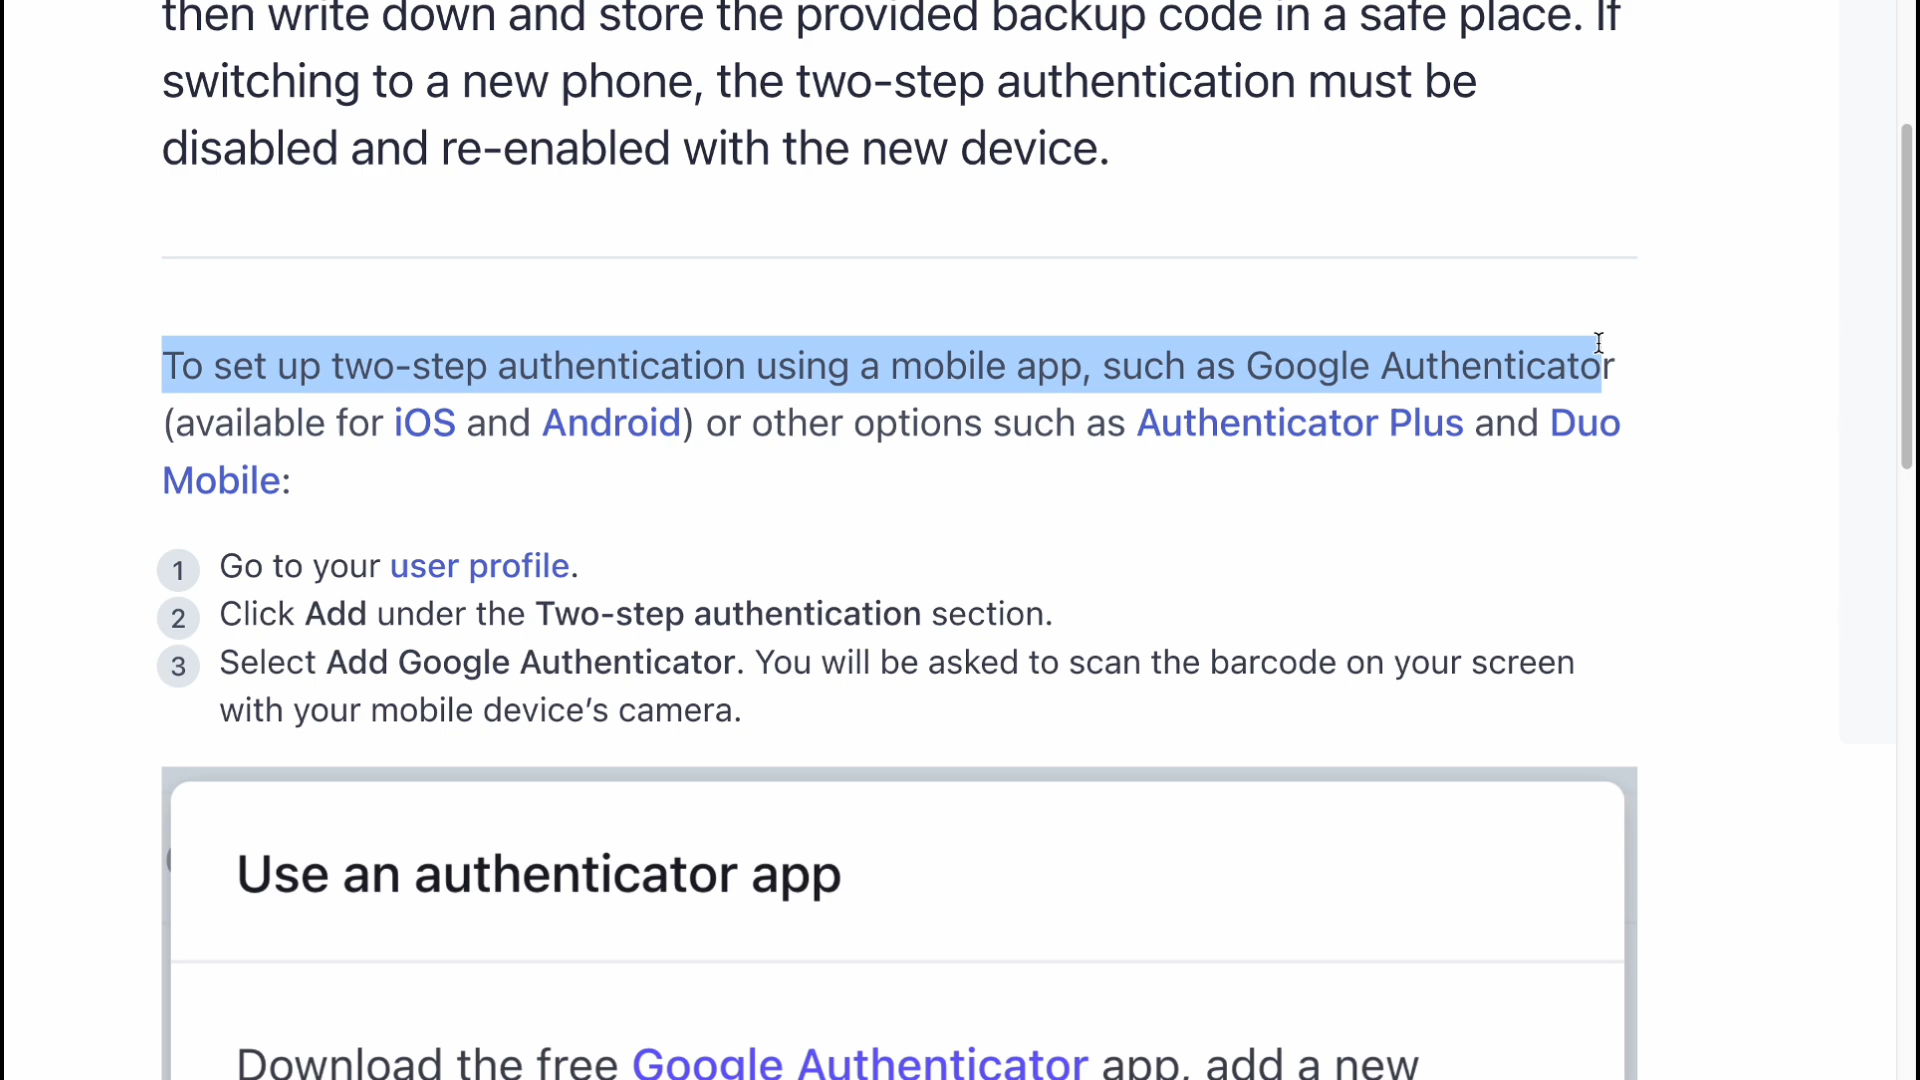 then write down and store the provided backup code in a safe place. If
switching to a new phone, the two-step authentication must be
disabled and re-enabled with the new device.
To set up two-step authentication using a mobile app, such as Google Authenticator
(available for iOS and Android) or other options such as Authenticator Plus and Duo
Mobile:
1 Go to your user profile.
2 Click Add under the Two-step authentication section.
3 Select Add Google Authenticator. You will be asked to scan the barcode on your screen
with your mobile device’s camera.
Use an authenticator app
Download the free Google Authenticator app, add a new